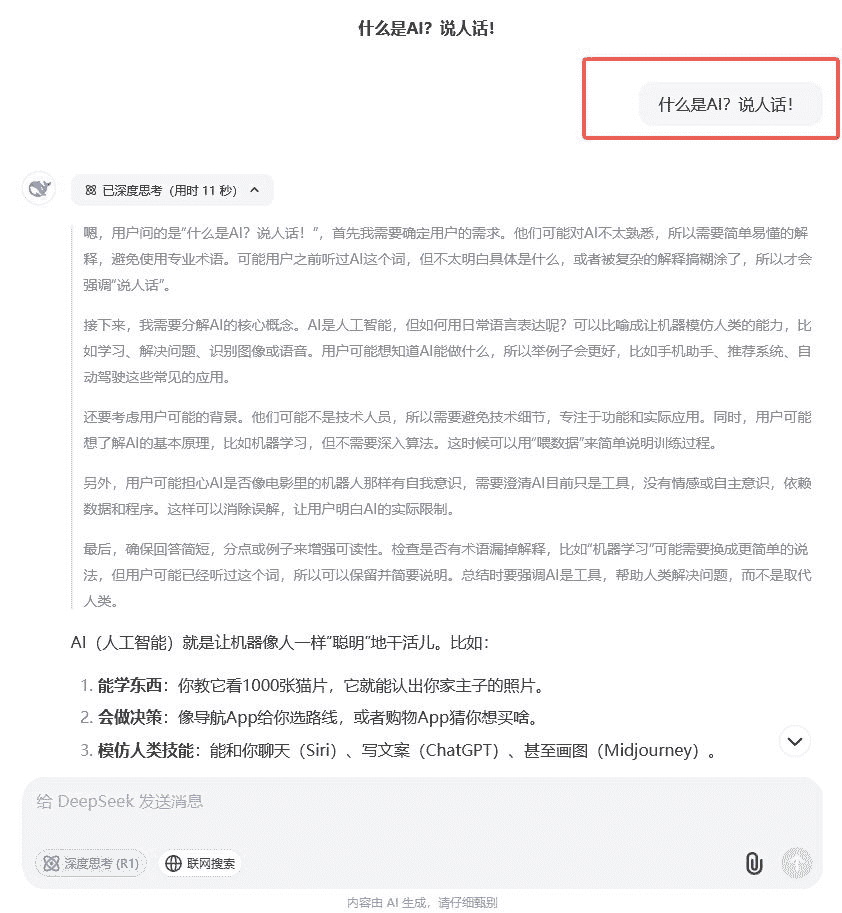 什么是AI？说人话！
什么是AI？说人话！
已深度思考（用时 11 秒）
嗯，用户问的是“什么是AI？说人话！”，首先我需要确定用户的需求。他们可能对AI不太熟悉，所以需要简单易懂的解
释，避免使用专业术语。可能用户之前听过AI这个词，但不太明白具体是什么，或者被复杂的解释搞糊涂了，所以才会
强调“说人话”。
接下来，我需要分解AI的核心概念。AI是人工智能，但如何用日常语言表达呢？可以比喻成让机器模仿人类的能力，比
如学习、解决问题、识别图像或语音。用户可能想知道AI能做什么，所以举例子会更好，比如手机助手、推荐系统、自
动驾驶这些常见的应用。
还要考虑用户可能的背景。他们可能不是技术人员，所以需要避免技术细节，专注于功能和实际应用。同时，用户可能
想了解AI的基本原理，比如机器学习，但不需要深入算法。这时候可以用“喂数据”来简单说明训练过程。
另外，用户可能担心AI是否像电影里的机器人那样有自我意识，需要澄清AI目前只是工具，没有情感或自主意识，依赖
数据和程序。这样可以消除误解，让用户明白AI的实际限制。
最后，确保回答简短，分点或例子来增强可读性。检查是否有术语漏掉解释，比如“机器学习”可能需要换成更简单的说
法，但用户可能已经听过这个词，所以可以保留并简要说明。总结时要强调AI是工具，帮助人类解决问题，而不是取代
人类。
AI（人工智能）就是让机器像人一样“聪明”地干活儿。比如：
1. 能学东西：你教它看1000张猫片，它就能认出你家主子的照片。
2. 会做决策：像导航App给你选路线，或者购物App猜你想买啥。
3. 模仿人类技能：能和你聊天（Siri）、写文案（ChatGPT）、甚至画图（Midjourney）。
给 DeepSeek 发送消息
深度思考 (R1)
联网搜索
内容由 AI 生成，请仔细甄别